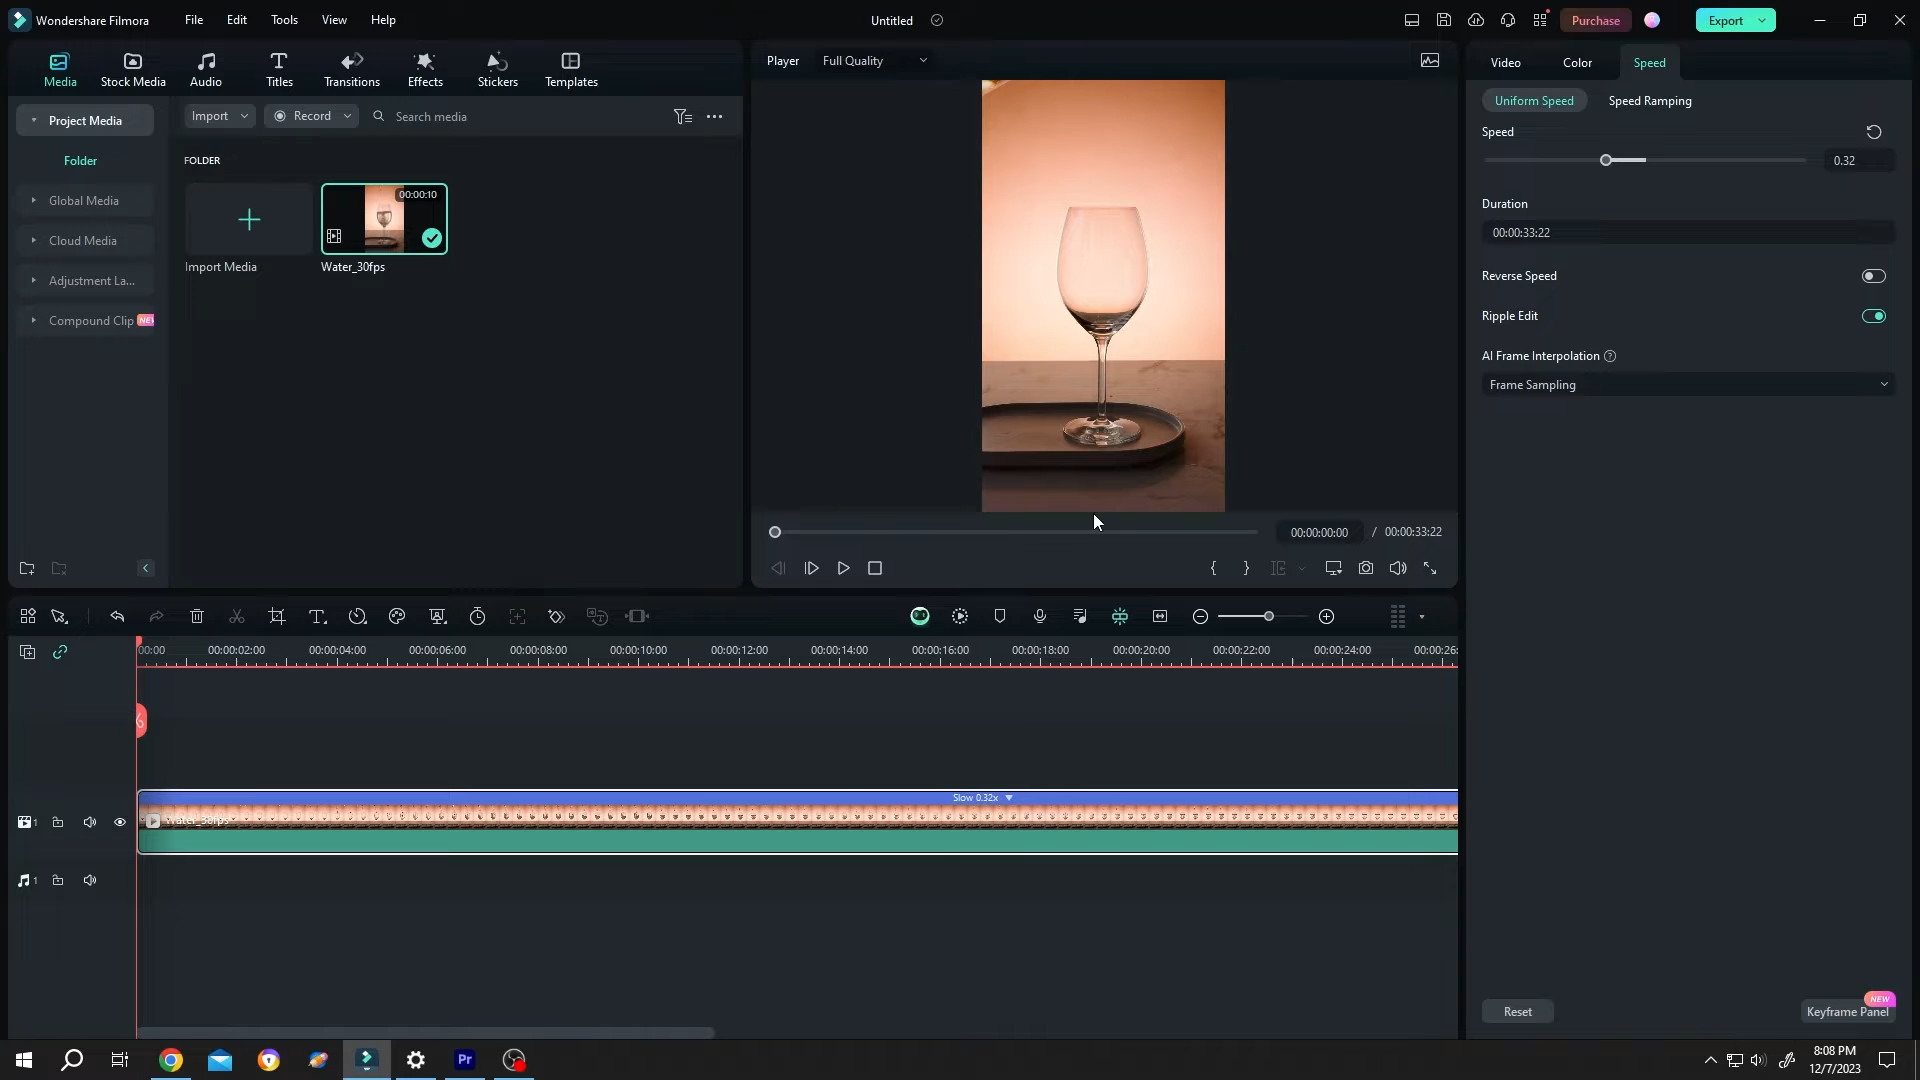 Wondershare Filmora
File
Edit
Tools
View
Help
Untitled
Purchase
Export
Media
Stock Media
Audio
Titles
Transitions
Effects
Stickers
Templates
Player
Full Quality
Video
Color
Speed
Project Media
Import
Record
Search media
Uniform Speed
Speed Ramping
Speed
0.32
Folder
FOLDER
Global Media
00:00:10
Duration
00:00:33:22
Cloud Media
Import Media
Water_30fps
Reverse Speed
Adjustment La...
Ripple Edit
Compound Clip
NEW
AI Frame Interpolation
Frame Sampling
00:00:00:00
/
00:00:33:22
00:00
00:00:02:00
00:00:04:00
00:00:06:00
00:00:08:00
00:00:10:00
00:00:12:00
00:00:14:00
00:00:16:00
00:00:18:00
00:00:20:00
00:00:22:00
00:00:24:00
00:00:26:
Slow 0.32x
Water_30fps
1
1
Reset
NEW
Keyframe Panel
Pr
8:08 PM
12/7/2023